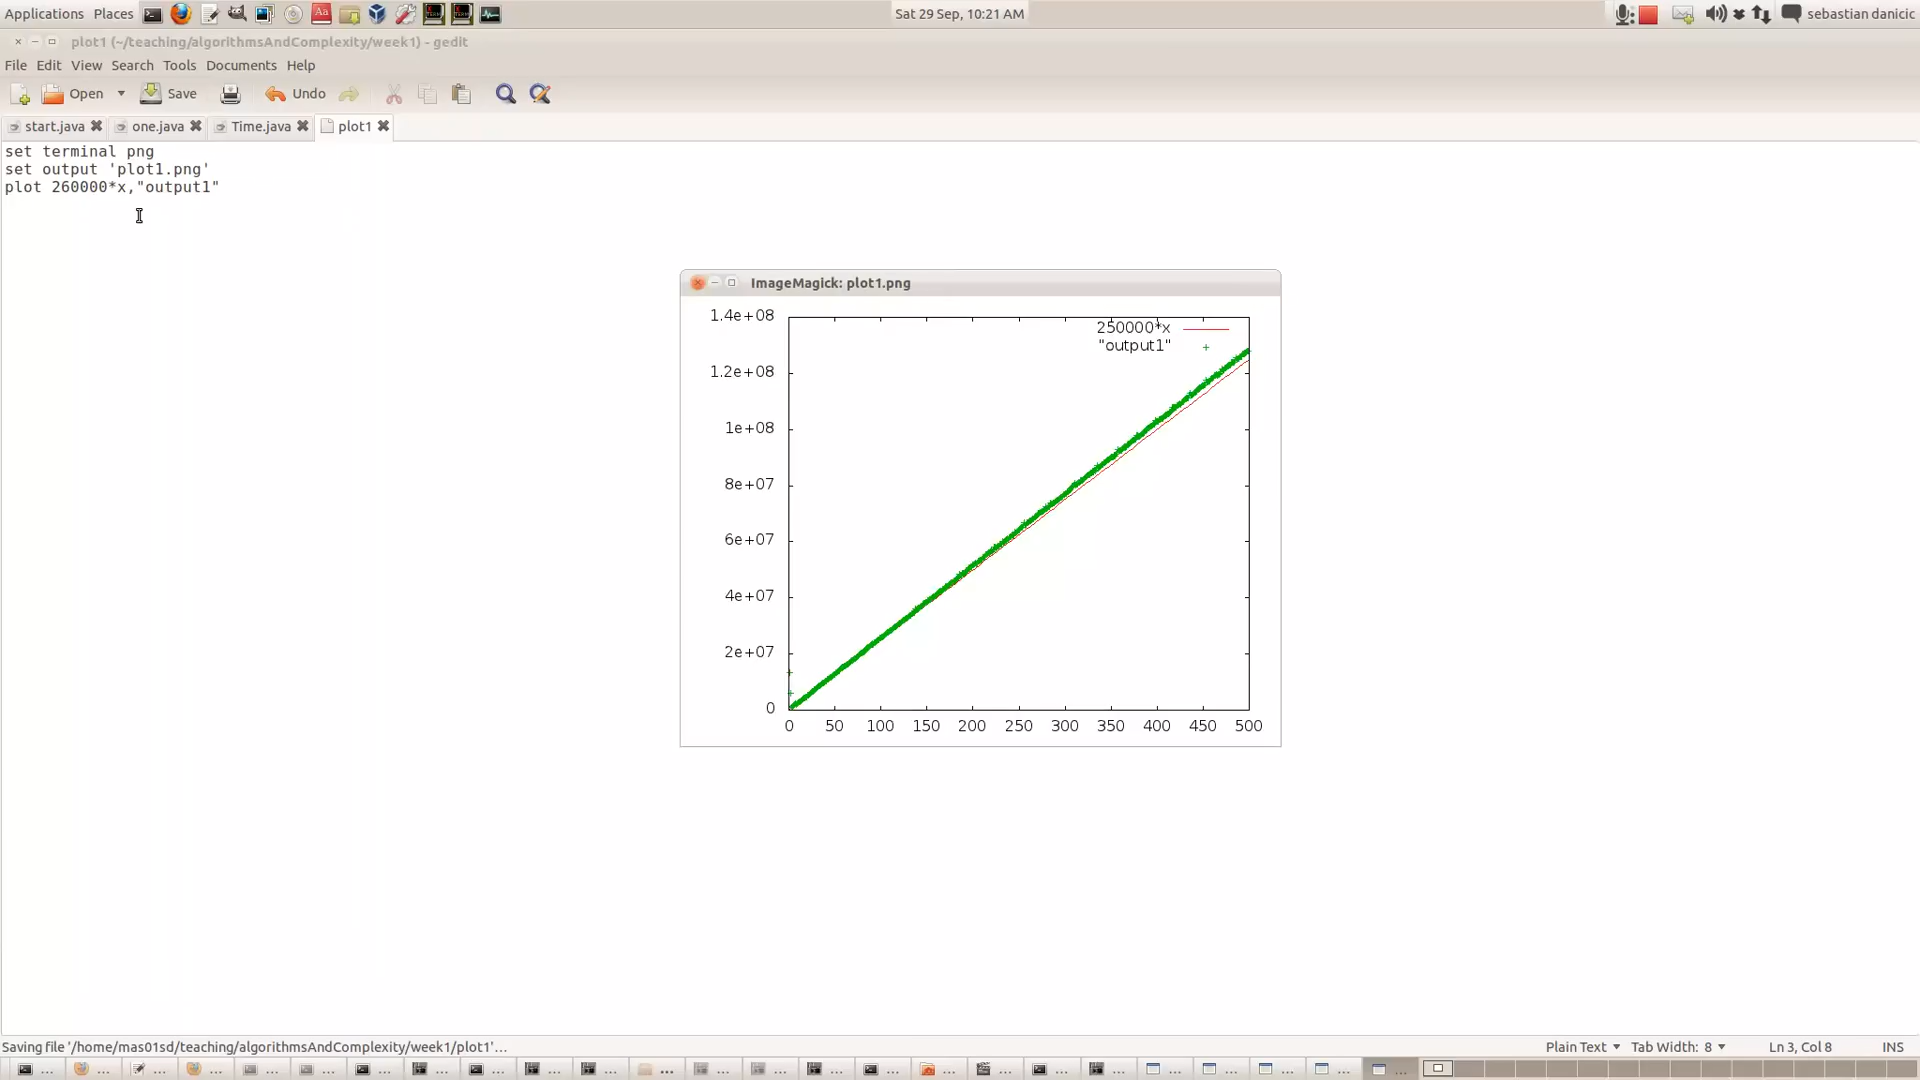 Applications Places Sat 29 Sep, 10:21 AM sebastian danicic
plot1 (~/teaching/algorithmsAndComplexity/week1) - gedit
File Edit View Search Tools Documents Help
Open Save Undo
start.java one.java Time.java plot1
set terminal png
set output 'plot1.png'
plot 260000*x,"output1"
ImageMagick: plot1.png
250000*x
"output1"
1.4e+08
1.2e+08
1e+08
8e+07
6e+07
4e+07
2e+07
0
0 50 100 150 200 250 300 350 400 450 500
Saving file '/home/mas01sd/teaching/algorithmsAndComplexity/week1/plot1'... Plain Text Tab Width: 8 Ln 3, Col 8 INS